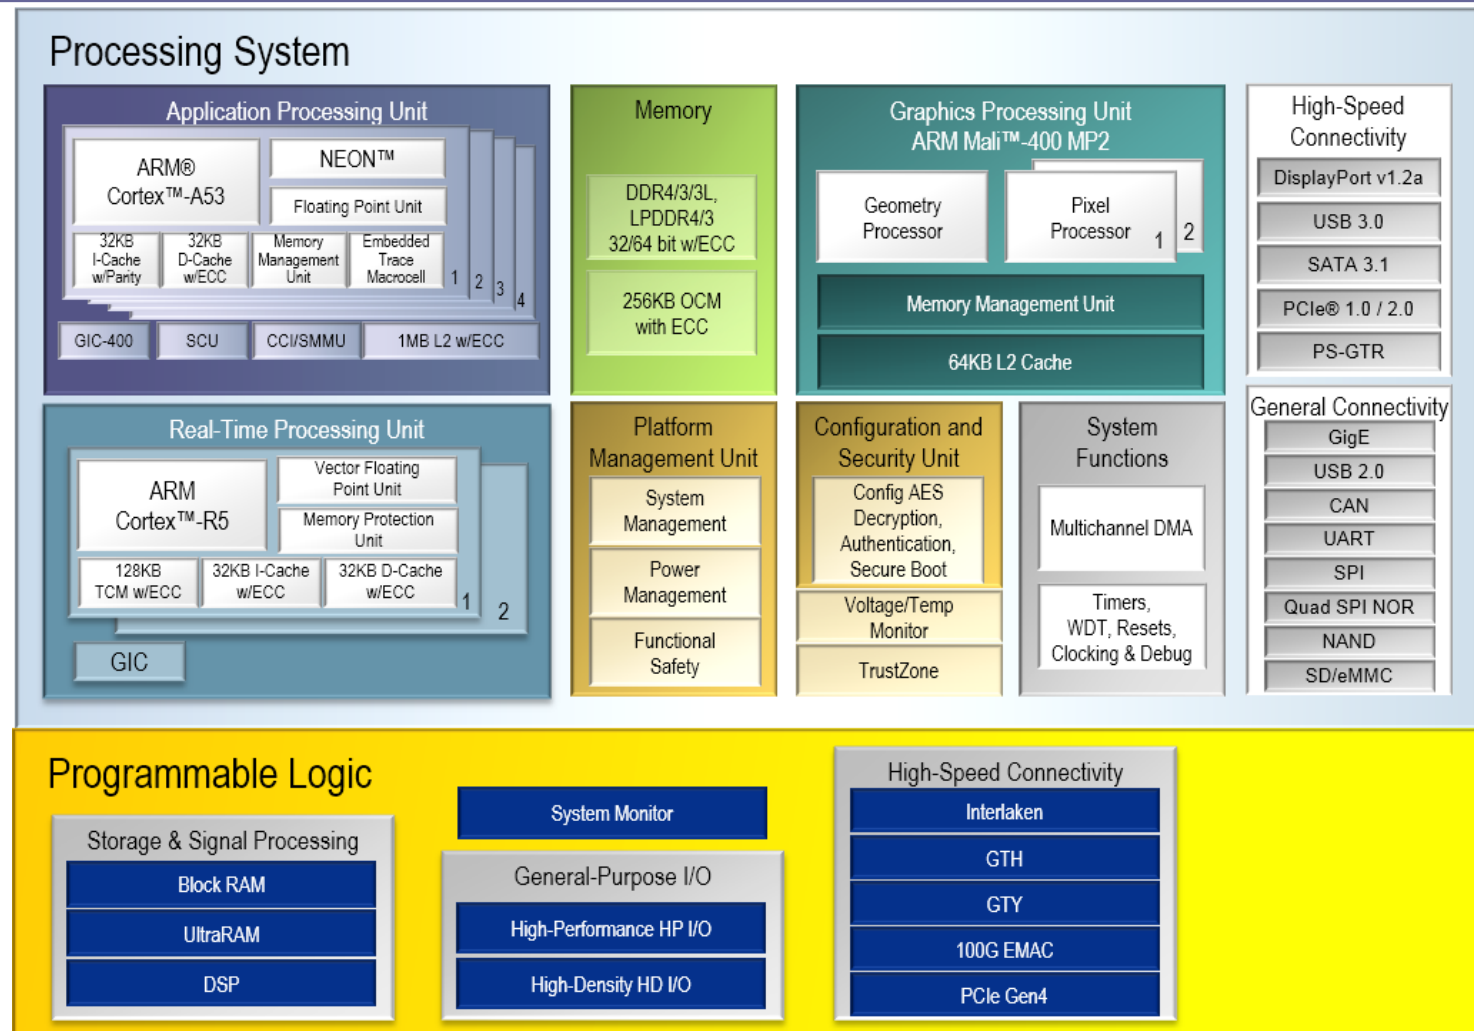 Processing System
Application Processing Unit
ARM®
Cortex™-A53
NEON™
Floating Point Unit
32KB
I-Cache
w/Parity
32KB
D-Cache
w/ECC
Memory
Management
Unit
Embedded
Trace
Macrocell
1
2
3
4
GIC-400
SCU
CCI/SMMU
1MB L2 w/ECC
Memory
DDR4/3/3L,
LPDDR4/3
32/64 bit w/ECC
256KB OCM
with ECC
Graphics Processing Unit
ARM Mali™-400 MP2
Geometry
Processor
Pixel
Processor
1
2
Memory Management Unit
64KB L2 Cache
High-Speed
Connectivity
DisplayPort v1.2a
USB 3.0
SATA 3.1
PCIe® 1.0 / 2.0
PS-GTR
Real-Time Processing Unit
ARM
Cortex™-R5
Vector Floating
Point Unit
Memory Protection
Unit
128KB
TCM w/ECC
32KB I-Cache
w/ECC
32KB D-Cache
w/ECC
1
2
GIC
Platform
Management Unit
System
Management
Power
Management
Functional
Safety
Configuration and
Security Unit
Config AES
Decryption,
Authentication,
Secure Boot
Voltage/Temp
Monitor
TrustZone
System
Functions
Multichannel DMA
Timers,
WDT, Resets,
Clocking & Debug
General Connectivity
GigE
USB 2.0
CAN
UART
SPI
Quad SPI NOR
NAND
SD/eMMC
Programmable Logic
Storage & Signal Processing
Block RAM
UltraRAM
DSP
System Monitor
General-Purpose I/O
High-Performance HP I/O
High-Density HD I/O
High-Speed Connectivity
Interlaken
GTH
GTY
100G EMAC
PCIe Gen4